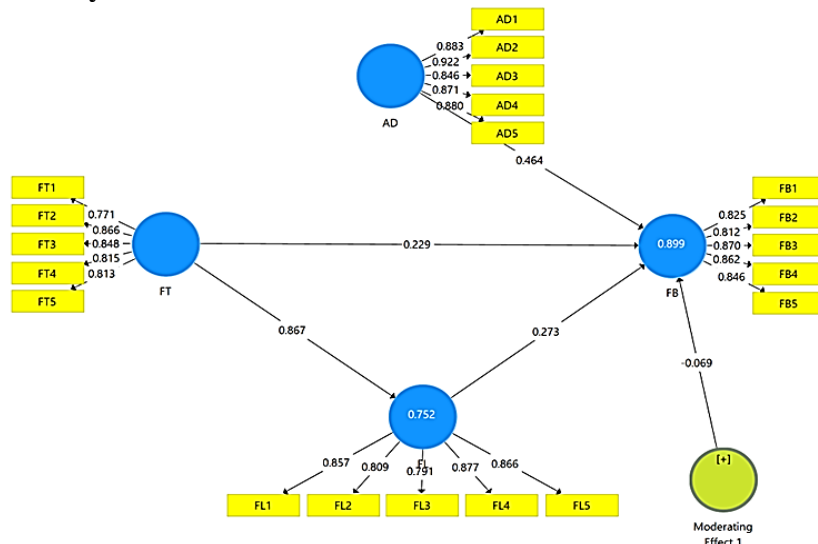 AD1
AD2
AD3
AD4
AD5
0.883
0.922
0.846
0.871
0.880
AD
0.464
FT1
FT2
FT3
FT4
FT5
0.771
0.866
0.848
0.815
0.813
FT
0.229
0.899
FB
0.825
0.812
0.870
0.862
0.846
FB1
FB2
FB3
FB4
FB5
0.867
0.273
-0.069
0.752
FL
0.857
0.809
0.791
0.877
0.866
FL1
FL2
FL3
FL4
FL5
[+]
Moderating
Effect 1